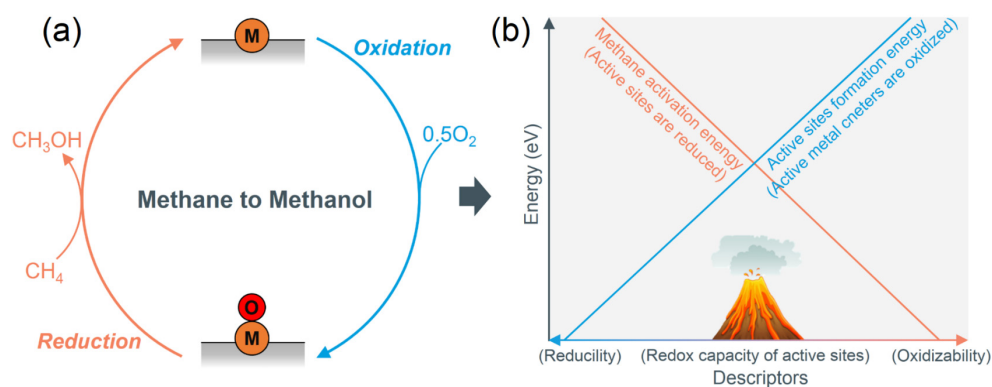 (a)
M
Oxidation
CH3OH
0.5O2
Methane to Methanol
CH4
O
M
Reduction
(b)
Energy (eV)
Methane activation energy
(Active sites are reduced)
Active sites formation energy
(Active metal cneters are oxidized)
(Reducility)
(Redox capacity of active sites)
(Oxidizability)
Descriptors